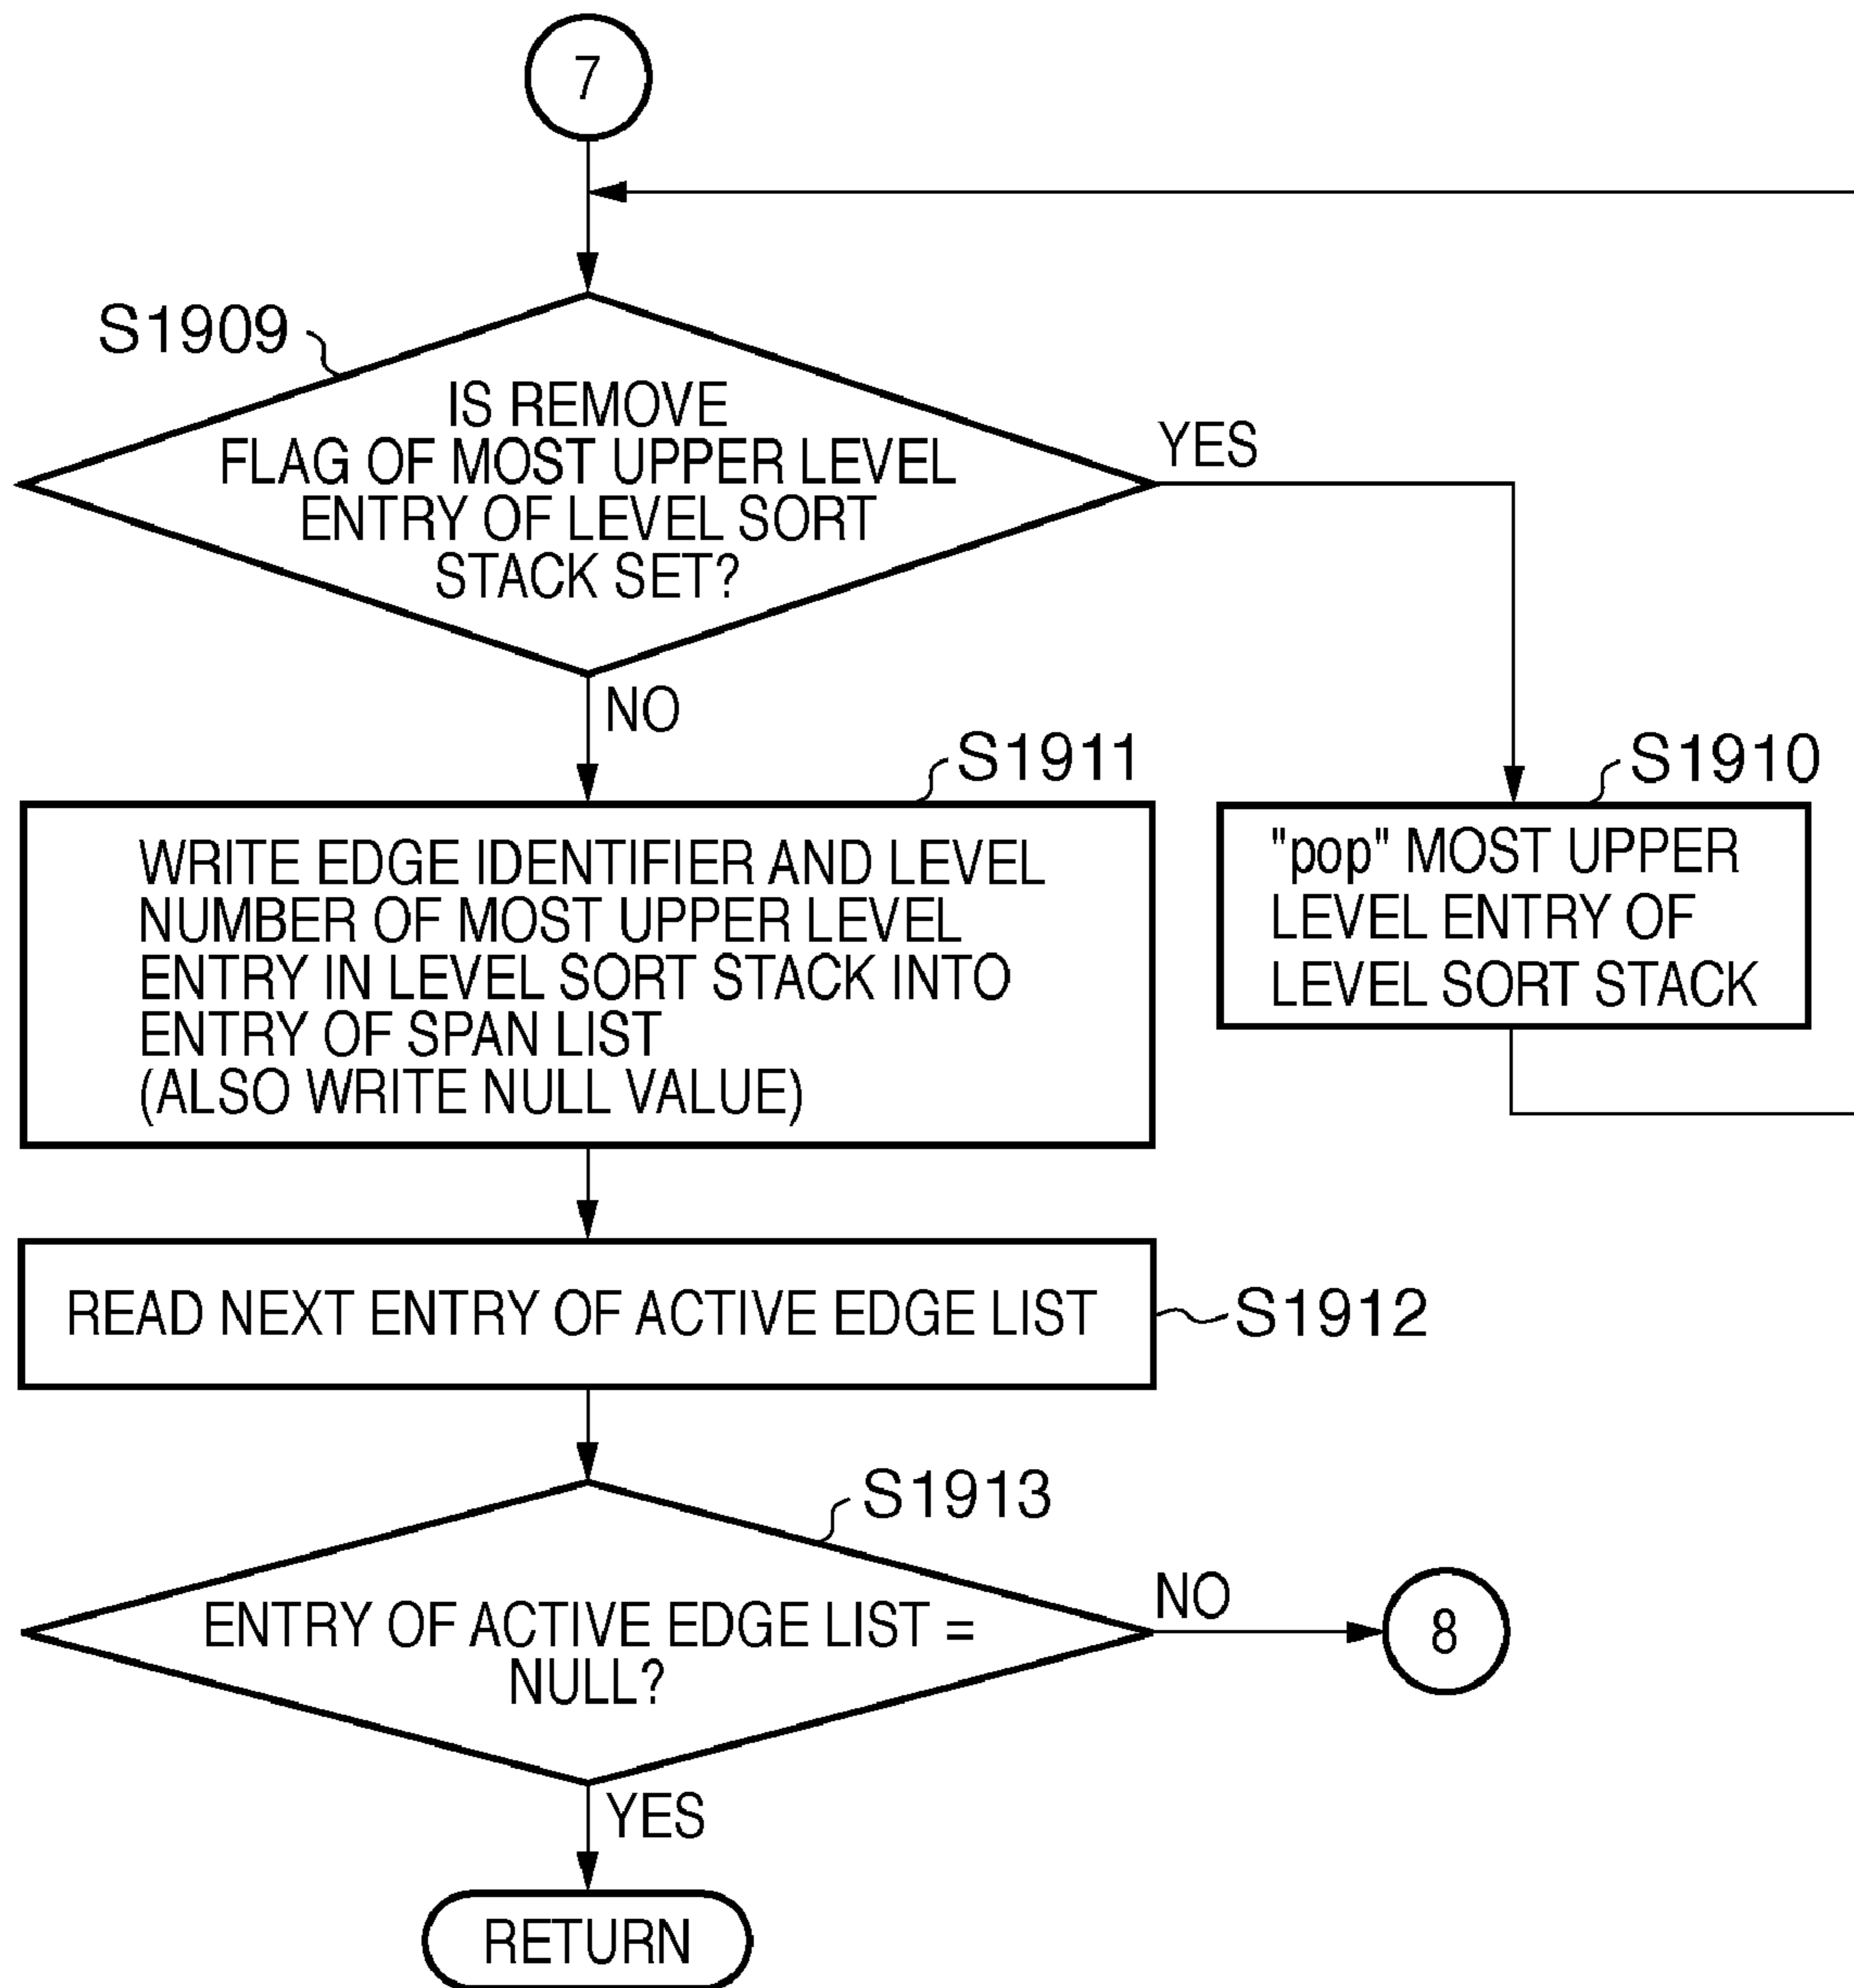 7
S1909
IS REMOVE
FLAG OF MOST UPPER LEVEL
ENTRY OF LEVEL SORT
STACK SET?
YES
NO
S1911
WRITE EDGE IDENTIFIER AND LEVEL
NUMBER OF MOST UPPER LEVEL
ENTRY IN LEVEL SORT STACK INTO
ENTRY OF SPAN LIST
(ALSO WRITE NULL VALUE)
S1910
"pop" MOST UPPER
LEVEL ENTRY OF
LEVEL SORT STACK
READ NEXT ENTRY OF ACTIVE EDGE LIST
S1912
S1913
ENTRY OF ACTIVE EDGE LIST =
NULL?
NO
8
YES
RETURN